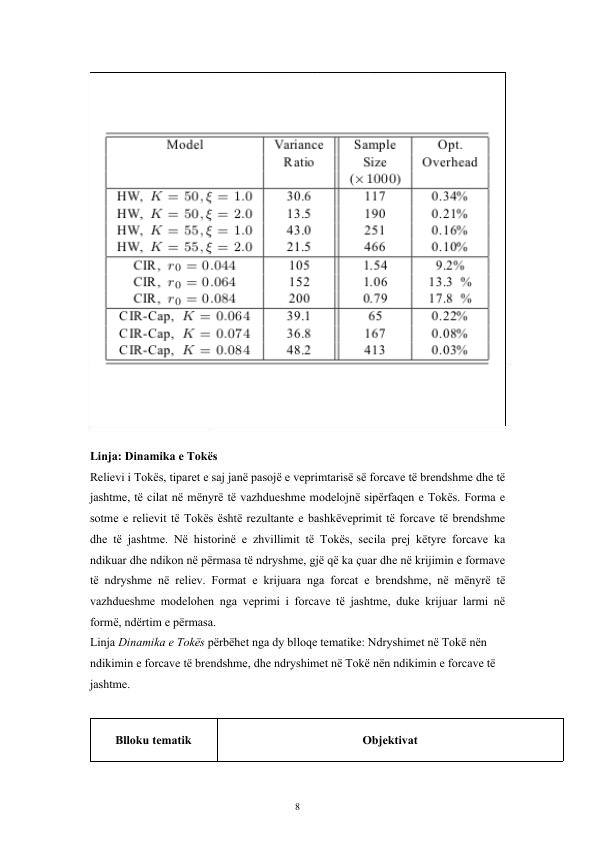 Model Variance Sample Opt.
Ratio Size Overhead
(×1000)
HW, K = 50, ξ = 1.0 30.6 117 0.34%
HW, K = 50, ξ = 2.0 13.5 190 0.21%
HW, K = 55, ξ = 1.0 43.0 251 0.16%
HW, K = 55, ξ = 2.0 21.5 466 0.10%
CIR, r₀ = 0.044 105 1.54 9.2%
CIR, r₀ = 0.064 152 1.06 13.3 %
CIR, r₀ = 0.084 200 0.79 17.8 %
CIR-Cap, K = 0.064 39.1 65 0.22%
CIR-Cap, K = 0.074 36.8 167 0.08%
CIR-Cap, K = 0.084 48.2 413 0.03%
Linja: Dinamika e Tokës
Relievi i Tokës, tiparet e saj janë pasojë e veprimtarisë së forcave të brendshme dhe të
jashtme, të cilat në mënyrë të vazhdueshme modelojnë sipërfaqen e Tokës. Forma e
sotme e relievit të Tokës është rezultante e bashkëveprimit të forcave të brendshme
dhe të jashtme. Në historinë e zhvillimit të Tokës, secila prej këtyre forcave ka
ndikuar dhe ndikon në përmasa të ndryshme, gjë që ka çuar dhe në krijimin e formave
të ndryshme në reliev. Format e krijuara nga forcat e brendshme, në mënyrë të
vazhdueshme modelohen nga veprimi i forcave të jashtme, duke krijuar larmi në
formë, ndërtim e përmasa.
Linja Dinamika e Tokës përbëhet nga dy blloqe tematike: Ndryshimet në Tokë nën
ndikimin e forcave të brendshme, dhe ndryshimet në Tokë nën ndikimin e forcave të
jashtme.
Blloku tematik Objektivat
8